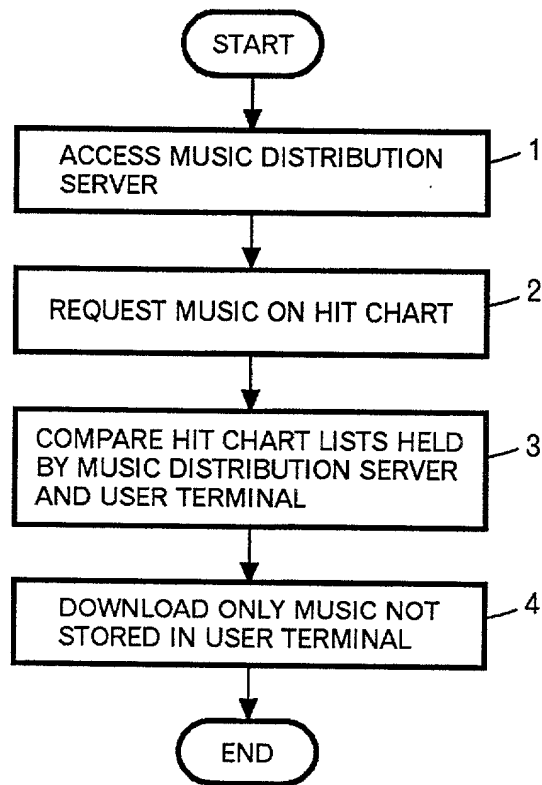 START
ACCESS MUSIC DISTRIBUTION
SERVER
1
REQUEST MUSIC ON HIT CHART
2
COMPARE HIT CHART LISTS HELD
BY MUSIC DISTRIBUTION SERVER
AND USER TERMINAL
3
DOWNLOAD ONLY MUSIC NOT
STORED IN USER TERMINAL
4
END